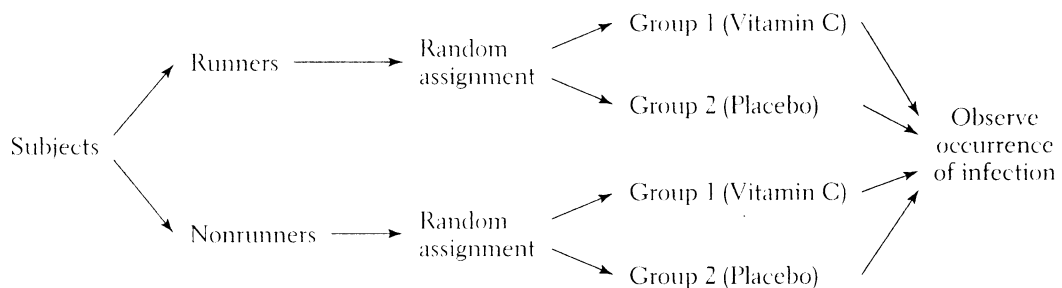 Group 1 (Vitamin C)
Runners
Random
assignment
Group 2 (Placebo)
Subjects
Observe
occurrence
of infection
Group 1 (Vitamin C)
Nonrunners
Random
assignment
Group 2 (Placebo)